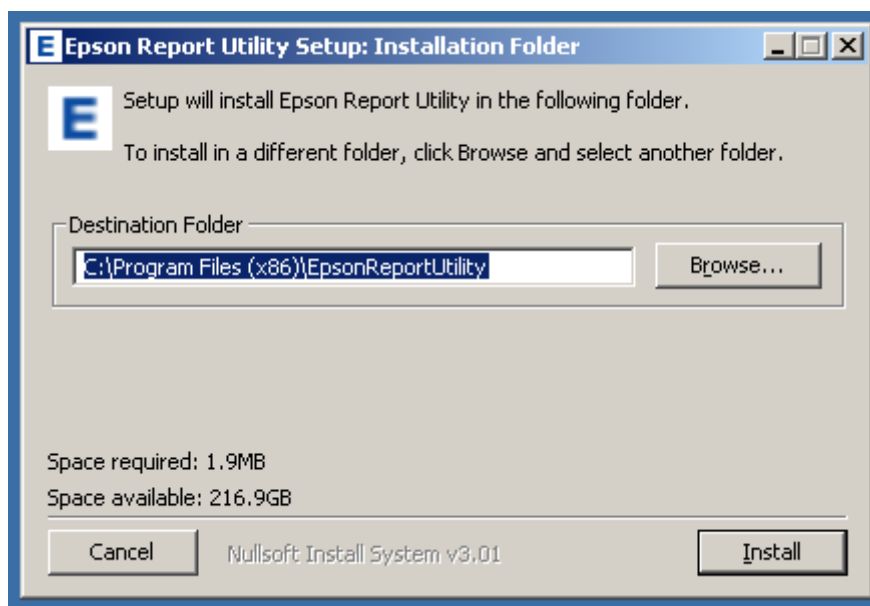 E Epson Report Utility Setup: Installation Folder
E
Setup will install Epson Report Utility in the following folder.
To install in a different folder, click Browse and select another folder.
Destination Folder
C:\Program Files (x86)\EpsonReportUtility
Browse...
Space required: 1.9MB
Space available: 216.9GB
Cancel
Nullsoft Install System v3.01
Install